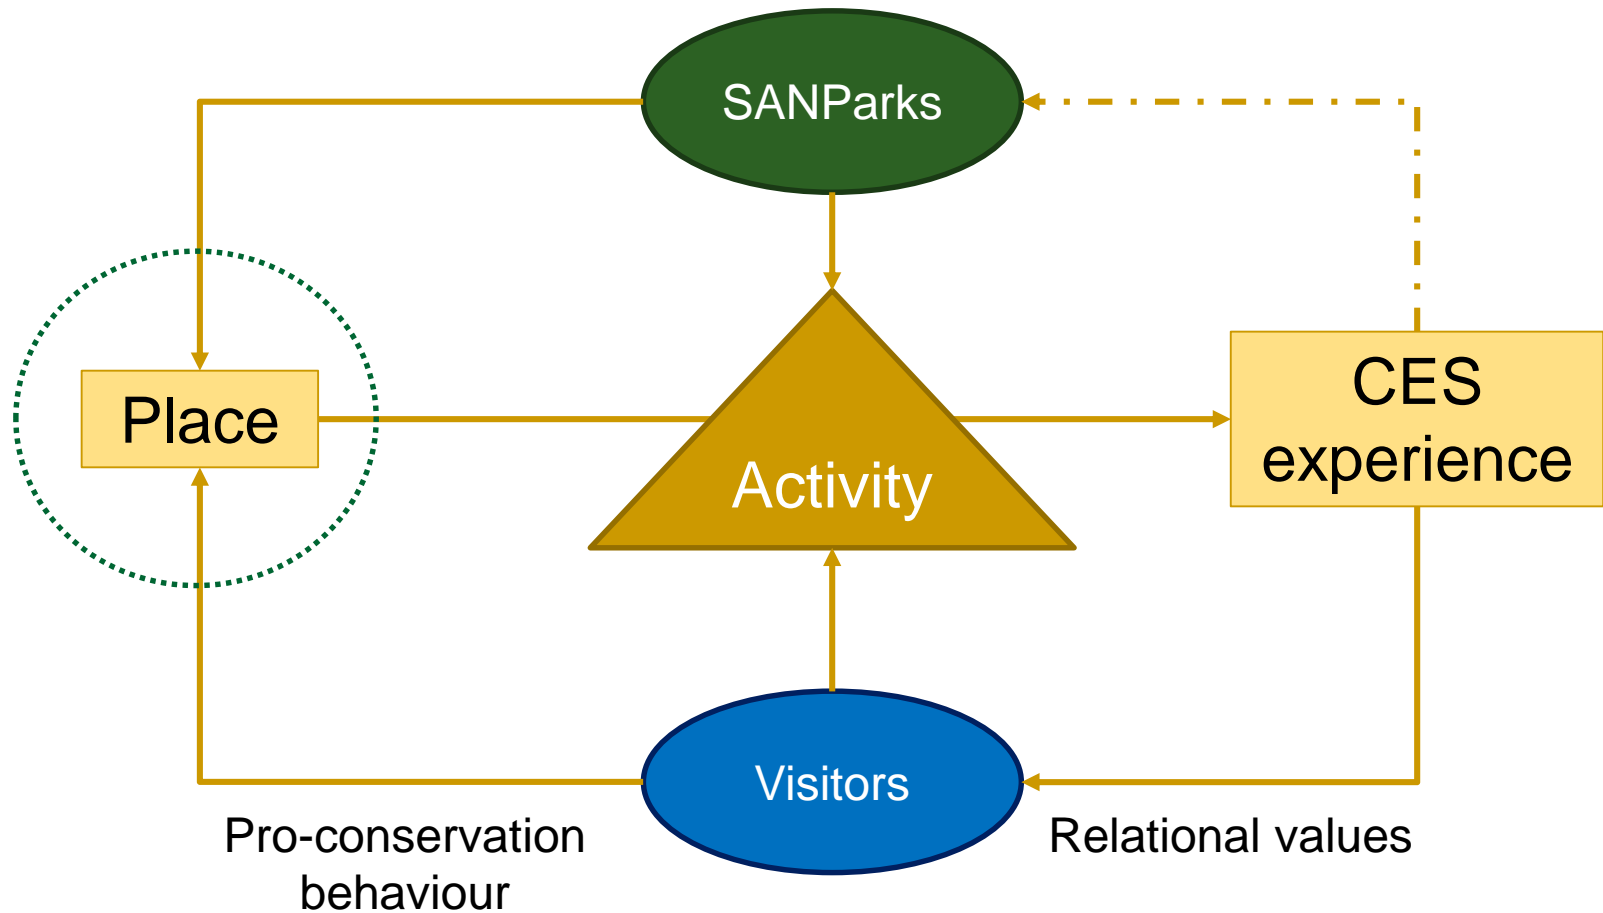 SANParks
Place
Activity
CES
experience
Visitors
Pro-conservation
behaviour
Relational values